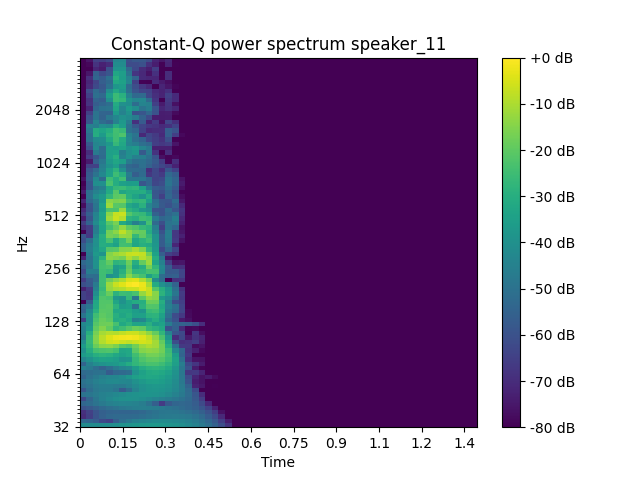 Constant-Q power spectrum speaker_11
Hz
2048
1024
512
256
128
64
32
0 0.15 0.3 0.45 0.6 0.75 0.9 1.1 1.2 1.4
Time
+0 dB
-10 dB
-20 dB
-30 dB
-40 dB
-50 dB
-60 dB
-70 dB
-80 dB